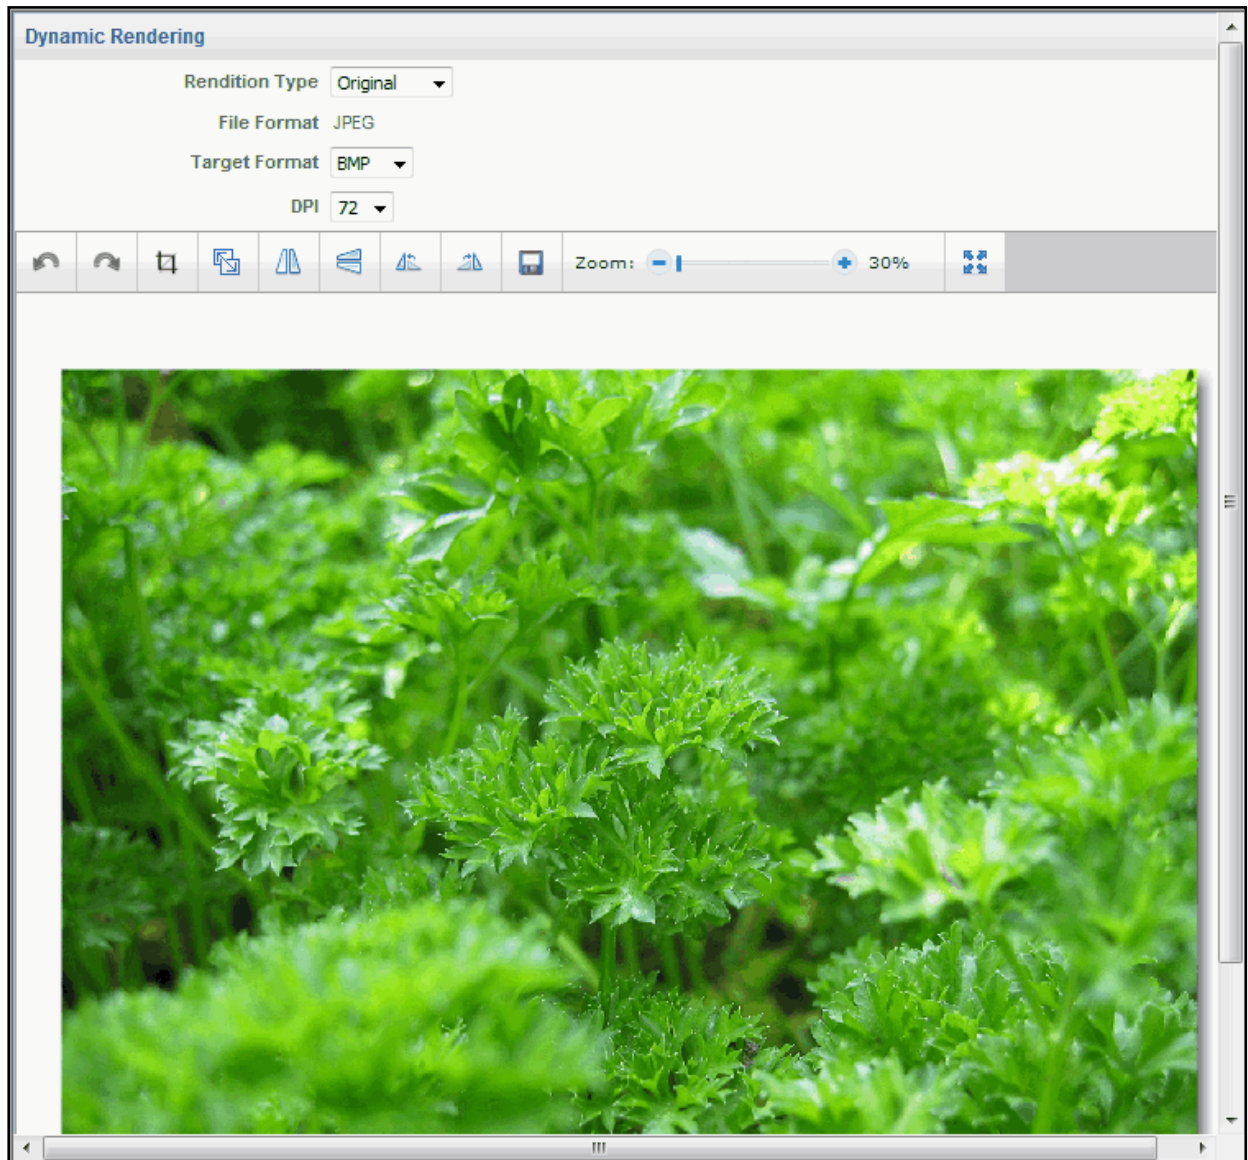 Dynamic Rendering
Rendition Type Original
File Format JPEG
Target Format BMP
DPI 72
Zoom: 30%